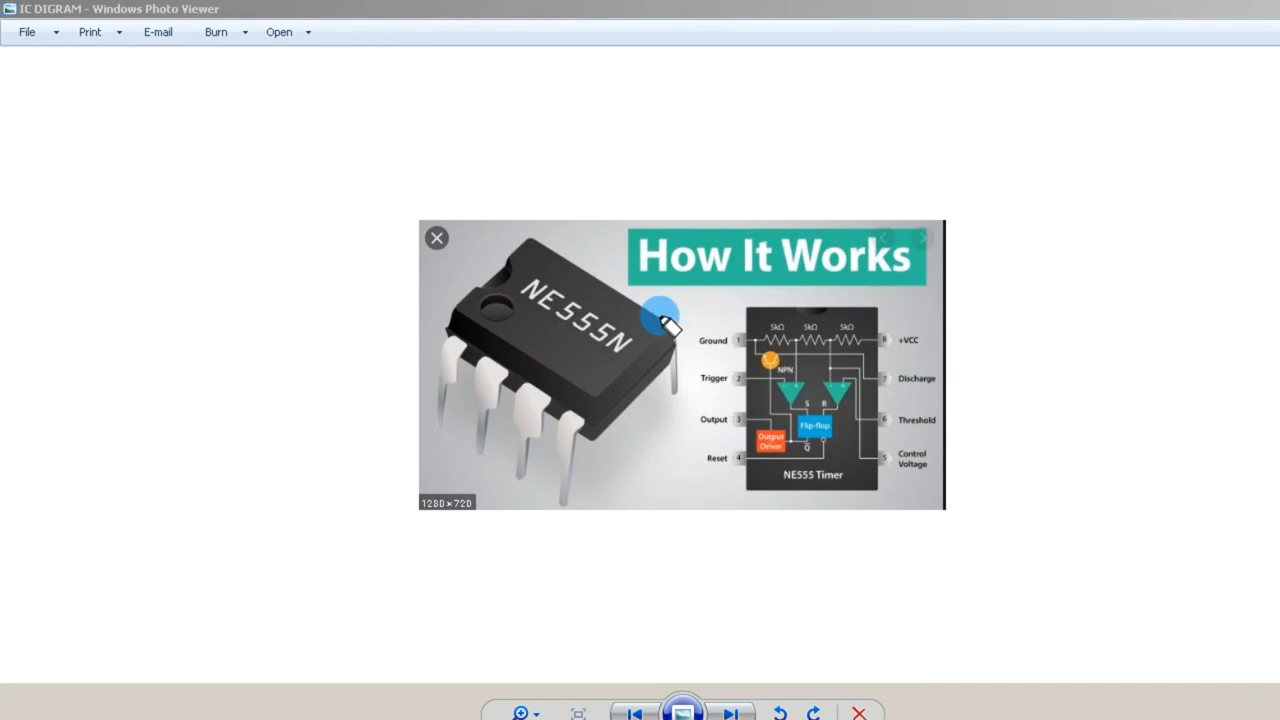 IC DIGRAM - Windows Photo Viewer
File Print E-mail Burn Open
How It Works
NE555N
5kΩ 5kΩ 5kΩ
Ground 1 8 +VCC
NPN
Trigger 2 7 Discharge
S R
Output 3 6 Threshold
Flip-flop
Output
Driver
Q̅
Reset 4 5 Control
Voltage
NE555 Timer
1280×720